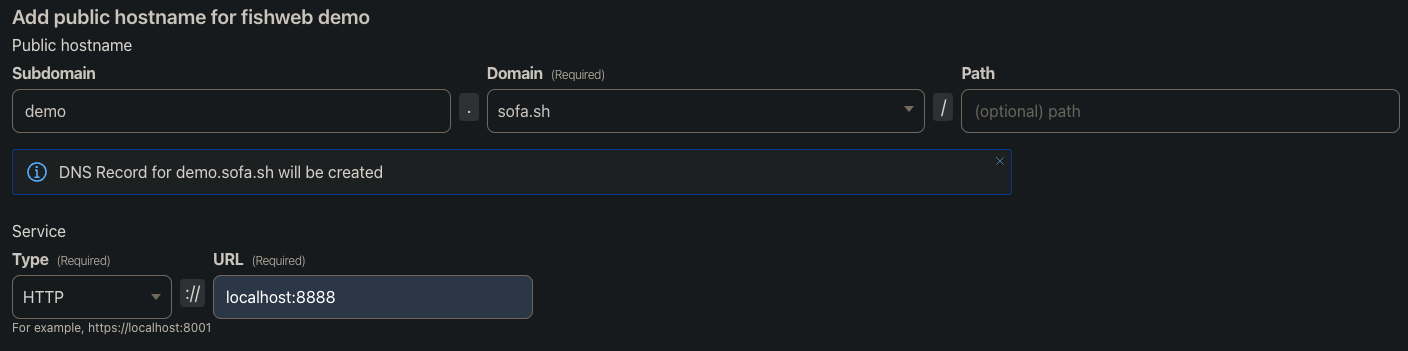 Add public hostname for fishweb demo
Public hostname
Subdomain Domain (Required) Path
demo . sofa.sh / (optional) path
DNS Record for demo.sofa.sh will be created
Service
Type (Required) URL (Required)
HTTP :// localhost:8888
For example, https://localhost:8001